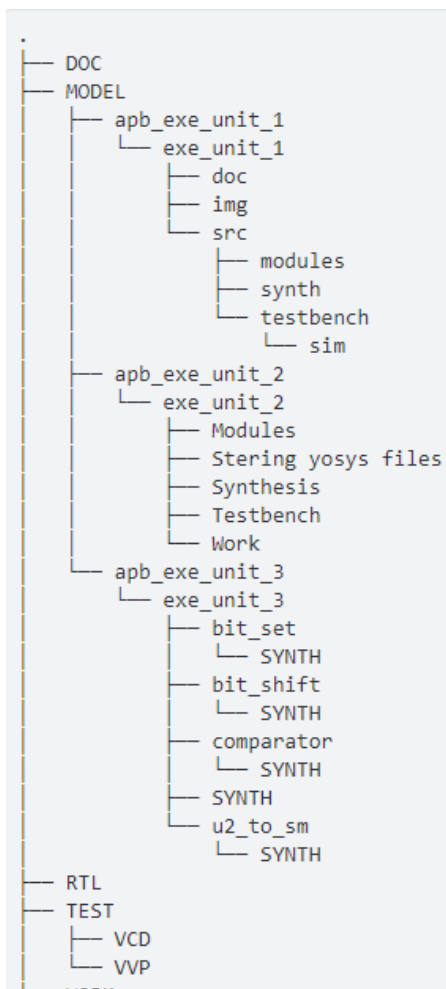 .
├── DOC
├── MODEL
│   ├── apb_exe_unit_1
│   │   └── exe_unit_1
│   │       ├── doc
│   │       ├── img
│   │       └── src
│   │           ├── modules
│   │           ├── synth
│   │           └── testbench
│   │               └── sim
│   ├── apb_exe_unit_2
│   │   └── exe_unit_2
│   │       ├── Modules
│   │       ├── Stering yosys files
│   │       ├── Synthesis
│   │       ├── Testbench
│   │       └── Work
│   └── apb_exe_unit_3
│       └── exe_unit_3
│           ├── bit_set
│           │   └── SYNTH
│           ├── bit_shift
│           │   └── SYNTH
│           ├── comparator
│           │   └── SYNTH
│           ├── SYNTH
│           └── u2_to_sm
│               └── SYNTH
├── RTL
├── TEST
│   ├── VCD
│   └── VVP